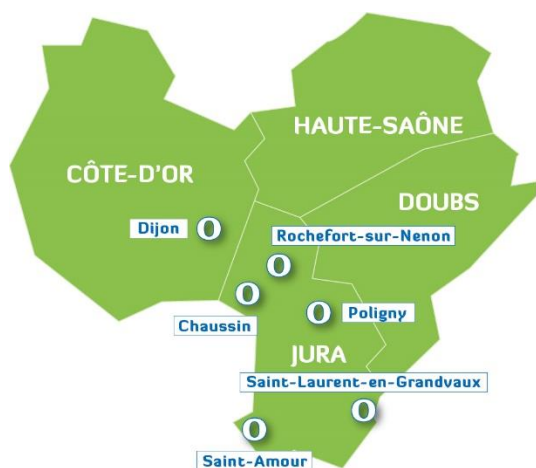 HAUTE-SAÔNE
CÔTE-D'OR
DOUBS
Dijon
Rochefort-sur-Nenon
Chaussin
Poligny
JURA
Saint-Laurent-en-Grandvaux
Saint-Amour